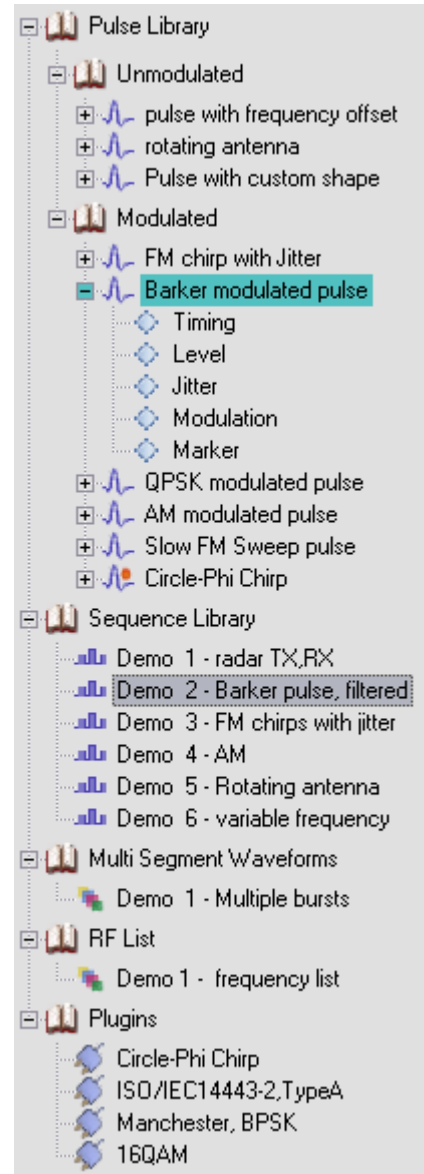 Pulse Library
Unmodulated
pulse with frequency offset
rotating antenna
Pulse with custom shape
Modulated
FM chirp with Jitter
Barker modulated pulse
Timing
Level
Jitter
Modulation
Marker
QPSK modulated pulse
AM modulated pulse
Slow FM Sweep pulse
Circle-Phi Chirp
Sequence Library
Demo 1 - radar TX,RX
Demo 2 - Barker pulse, filtered
Demo 3 - FM chirps with jitter
Demo 4 - AM
Demo 5 - Rotating antenna
Demo 6 - variable frequency
Multi Segment Waveforms
Demo 1 - Multiple bursts
RF List
Demo 1 - frequency list
Plugins
Circle-Phi Chirp
ISO/IEC14443-2,TypeA
Manchester, BPSK
16QAM